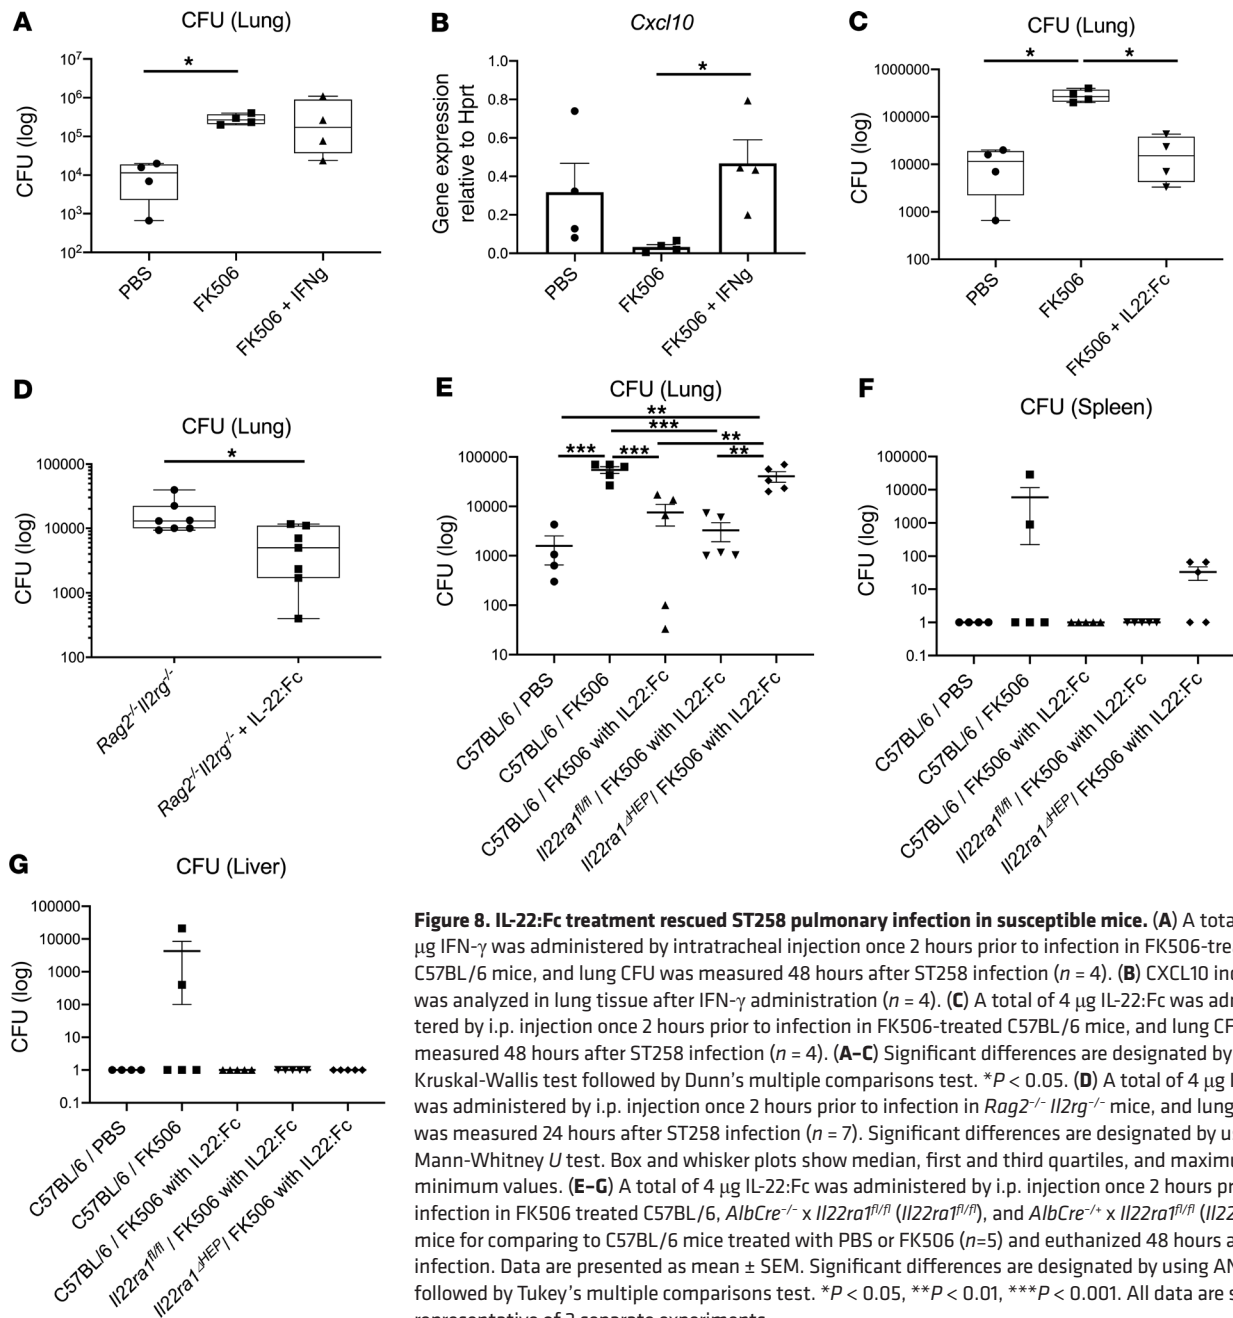 A
CFU (Lung)
CFU (log)
10⁷
10⁶
10⁵
10⁴
10³
10²
*
PBS
FK506
FK506 + IFNg
B
Cxcl10
Gene expression
relative to Hprt
1.0
0.8
0.6
0.4
0.2
0.0
*
PBS
FK506
FK506 + IFNg
C
CFU (Lung)
CFU (log)
1000000
100000
10000
1000
100
* *
PBS
FK506
FK506 + IL22:Fc
D
CFU (Lung)
CFU (log)
100000
10000
1000
100
*
Rag2⁻/⁻Il2rg⁻/⁻
Rag2⁻/⁻Il2rg⁻/⁻ + IL-22:Fc
E
CFU (Lung)
CFU (log)
100000
10000
1000
100
10
**
***
**
*** *** **
C57BL/6 / PBS
C57BL/6 / FK506
C57BL/6 / FK506 with IL22:Fc
Il22ra1ᶠˡ/ᶠˡ / FK506 with IL22:Fc
Il22ra1ᐞᴴᴱᴾ/ FK506 with IL22:Fc
F
CFU (Spleen)
CFU (log)
100000
10000
1000
100
10
1
0.1
C57BL/6 / PBS
C57BL/6 / FK506
C57BL/6 / FK506 with IL22:Fc
Il22ra1ᶠˡ/ᶠˡ / FK506 with IL22:Fc
Il22ra1ᐞᴴᴱᴾ/ FK506 with IL22:Fc
G
CFU (Liver)
CFU (log)
100000
10000
1000
100
10
1
0.1
C57BL/6 / PBS
C57BL/6 / FK506
C57BL/6 / FK506 with IL22:Fc
Il22ra1ᶠˡ/ᶠˡ / FK506 with IL22:Fc
Il22ra1ᐞᴴᴱᴾ/ FK506 with IL22:Fc
Figure 8. IL-22:Fc treatment rescued ST258 pulmonary infection in susceptible mice. (A) A total
μg IFN-γ was administered by intratracheal injection once 2 hours prior to infection in FK506-trea
C57BL/6 mice, and lung CFU was measured 48 hours after ST258 infection (n = 4). (B) CXCL10 ind
was analyzed in lung tissue after IFN-γ administration (n = 4). (C) A total of 4 μg IL-22:Fc was adm
tered by i.p. injection once 2 hours prior to infection in FK506-treated C57BL/6 mice, and lung CF
measured 48 hours after ST258 infection (n = 4). (A–C) Significant differences are designated by
Kruskal-Wallis test followed by Dunn's multiple comparisons test. *P < 0.05. (D) A total of 4 μg I
was administered by i.p. injection once 2 hours prior to infection in Rag2⁻/⁻ Il2rg⁻/⁻ mice, and lung
was measured 24 hours after ST258 infection (n = 7). Significant differences are designated by us
Mann-Whitney U test. Box and whisker plots show median, first and third quartiles, and maximu
minimum values. (E–G) A total of 4 μg IL-22:Fc was administered by i.p. injection once 2 hours pr
infection in FK506 treated C57BL/6, AlbCre⁻/⁻ x Il22ra1ᶠˡ/ᶠˡ (Il22ra1ᶠˡ/ᶠˡ), and AlbCre⁻/⁺ x Il22ra1ᶠˡ/ᶠˡ (Il22
mice for comparing to C57BL/6 mice treated with PBS or FK506 (n=5) and euthanized 48 hours a
infection. Data are presented as mean ± SEM. Significant differences are designated by using AN
followed by Tukey's multiple comparisons test. *P < 0.05, **P < 0.01, ***P < 0.001. All data are s